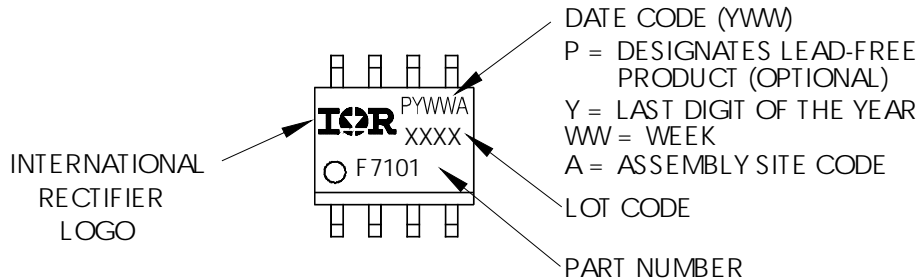 DATE CODE (YWW)
P = DESIGNATES LEAD-FREE
PRODUCT (OPTIONAL)
Y = LAST DIGIT OF THE YEAR
WW = WEEK
A = ASSEMBLY SITE CODE
LOT CODE
PART NUMBER
INTERNATIONAL
RECTIFIER
LOGO
IOR
PYWWA
XXXX
F7101